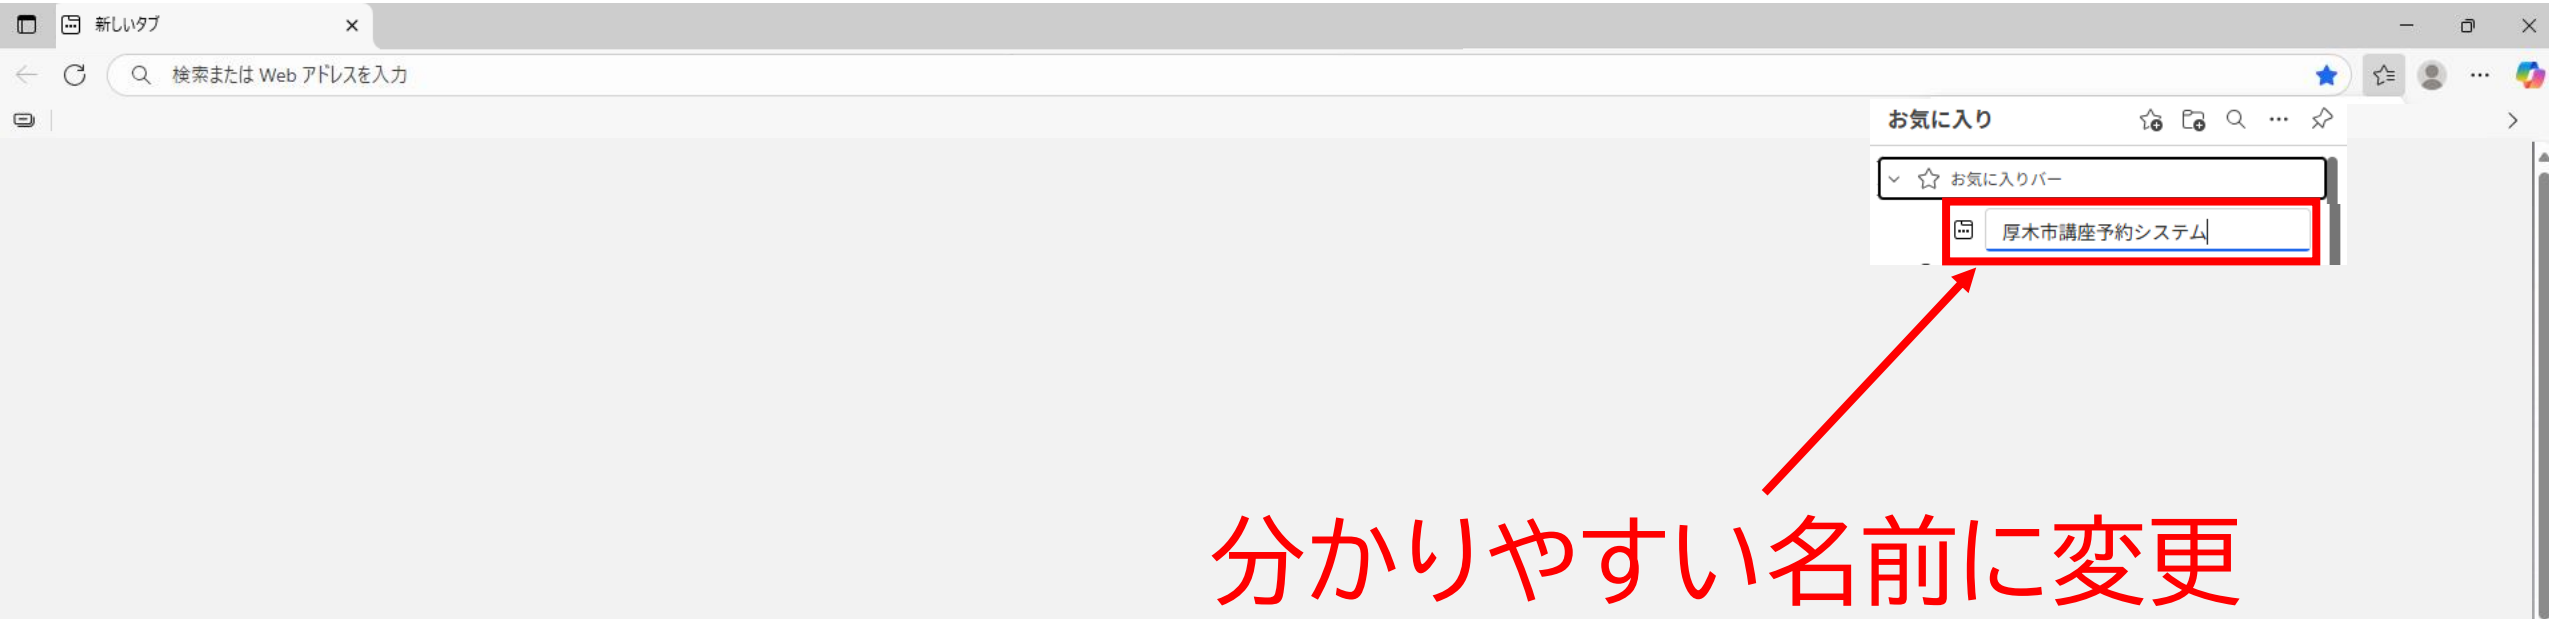 新しいタブ
検索または Web アドレスを入力
お気に入り
お気に入りバー
厚木市講座予約システム
分かりやすい名前に変更